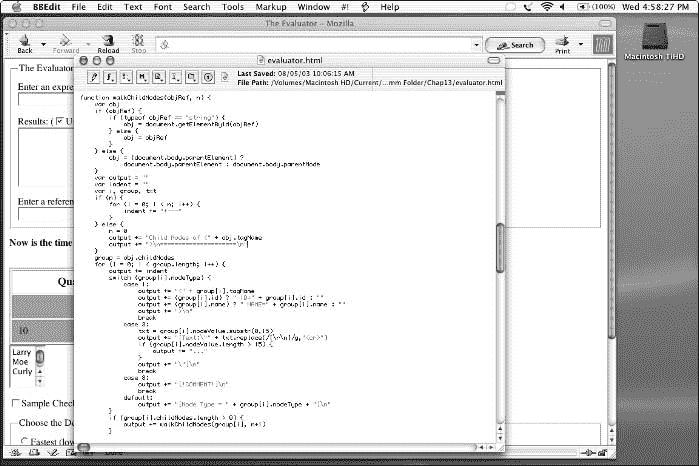 BBEdit File Edit Text Font Search Tools Markup Window #! Help (100%) Wed 4:58:27 PM
The Evaluator – Mozilla
Back Forward Reload Stop Search Print
Macintosh TiHD
evaluator.html
Last Saved: 08/05/03 10:06:15 AM
File Path: /Volumes/Macintosh HD/Current/...mm Folder/Chap13/evaluator.html
The Evaluator
Enter an expre
Results: ( U
Enter a referen
Now is the time
Qua
10
Larry
Moe
Curly
Sample Check
Choose the De
Fastest (low
Done
function walkChildNodes(objRef, n) {
var obj
if (objRef) {
if (typeof objRef == "string") {
obj = document.getElementById(objRef)
} else {
obj = objRef
}
} else {
obj = (document.body.parentElement) ?
document.body.parentElement : document.body.parentNode
}
var output = ""
var indent = ""
var i, group, txt
if (n) {
for (i = 0; i < n; i++) {
indent += "+---"
}
} else {
n = 0
output += "Child Nodes of <" + obj.tagName
output += ">\n=====================\n"
}
group = obj.childNodes
for (i = 0; i < group.length; i++) {
output += indent
switch (group[i].nodeType) {
case 1:
output += "<" + group[i].tagName
output += (group[i].id) ? " ID=" + group[i].id : ""
output += (group[i].name) ? " NAME=" + group[i].name : ""
output += ">\n"
break
case 3:
txt = group[i].nodeValue.substr(0,15)
output += "[Text:\"" + txt.replace(/[\r\n]/g,"<cr>")
if (group[i].nodeValue.length > 15) {
output += "..."
}
output += "\"]\n"
break
case 8:
output += "[!COMMENT!]\n"
break
default:
output += "[Node Type = " + group[i].nodeType + "]\n"
}
if (group[i].childNodes.length > 0) {
output += walkChildNodes(group[i], n+1)
}